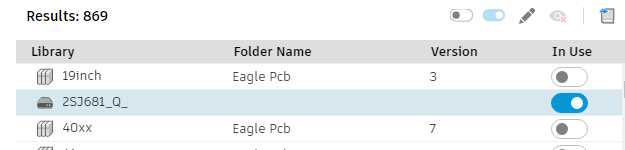 Results: 869
Library Folder Name Version In Use
19inch Eagle Pcb 3
2SJ681_Q_
40xx Eagle Pcb 7